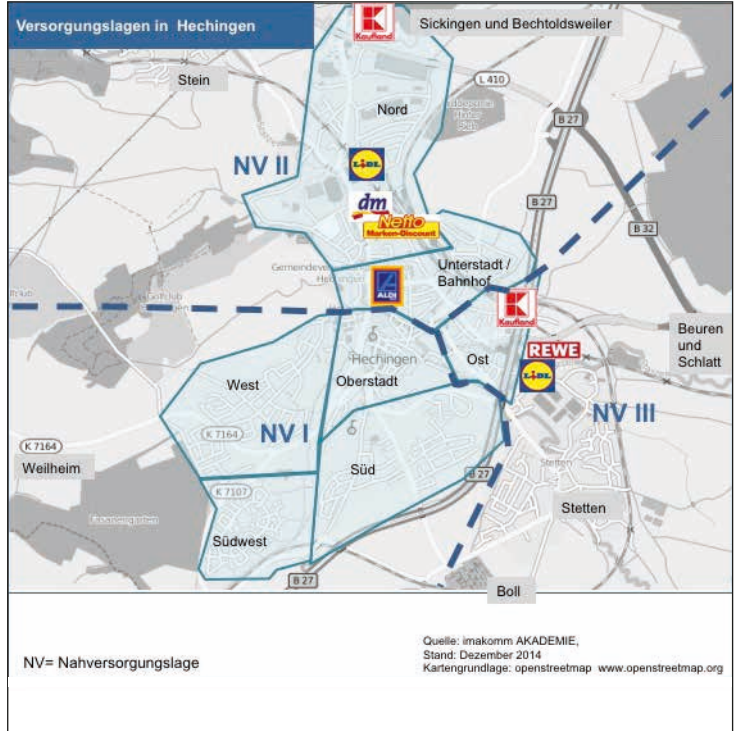 Versorgungslagen in Hechingen
K
Kaufland
Sickingen und Bechtoldsweiler
Stein
L 410
Nord
B 27
NV II
LiDL
B 27
dm
B 32
Netto
Marken-Discount
Unterstadt /
Bahnhof
ALDI
K
Kaufland
Beuren
und
Schlatt
Hechingen
Ost
REWE
LiDL
West
Oberstadt
NV III
K 7164
NV I
K 7164
Weilheim
Süd
B 27
Stetten
K 7107
Stetten
Südwest
B 27
Boll
NV= Nahversorgungslage
Quelle: imakomm AKADEMIE,
Stand: Dezember 2014
Kartengrundlage: openstreetmap www.openstreetmap.org